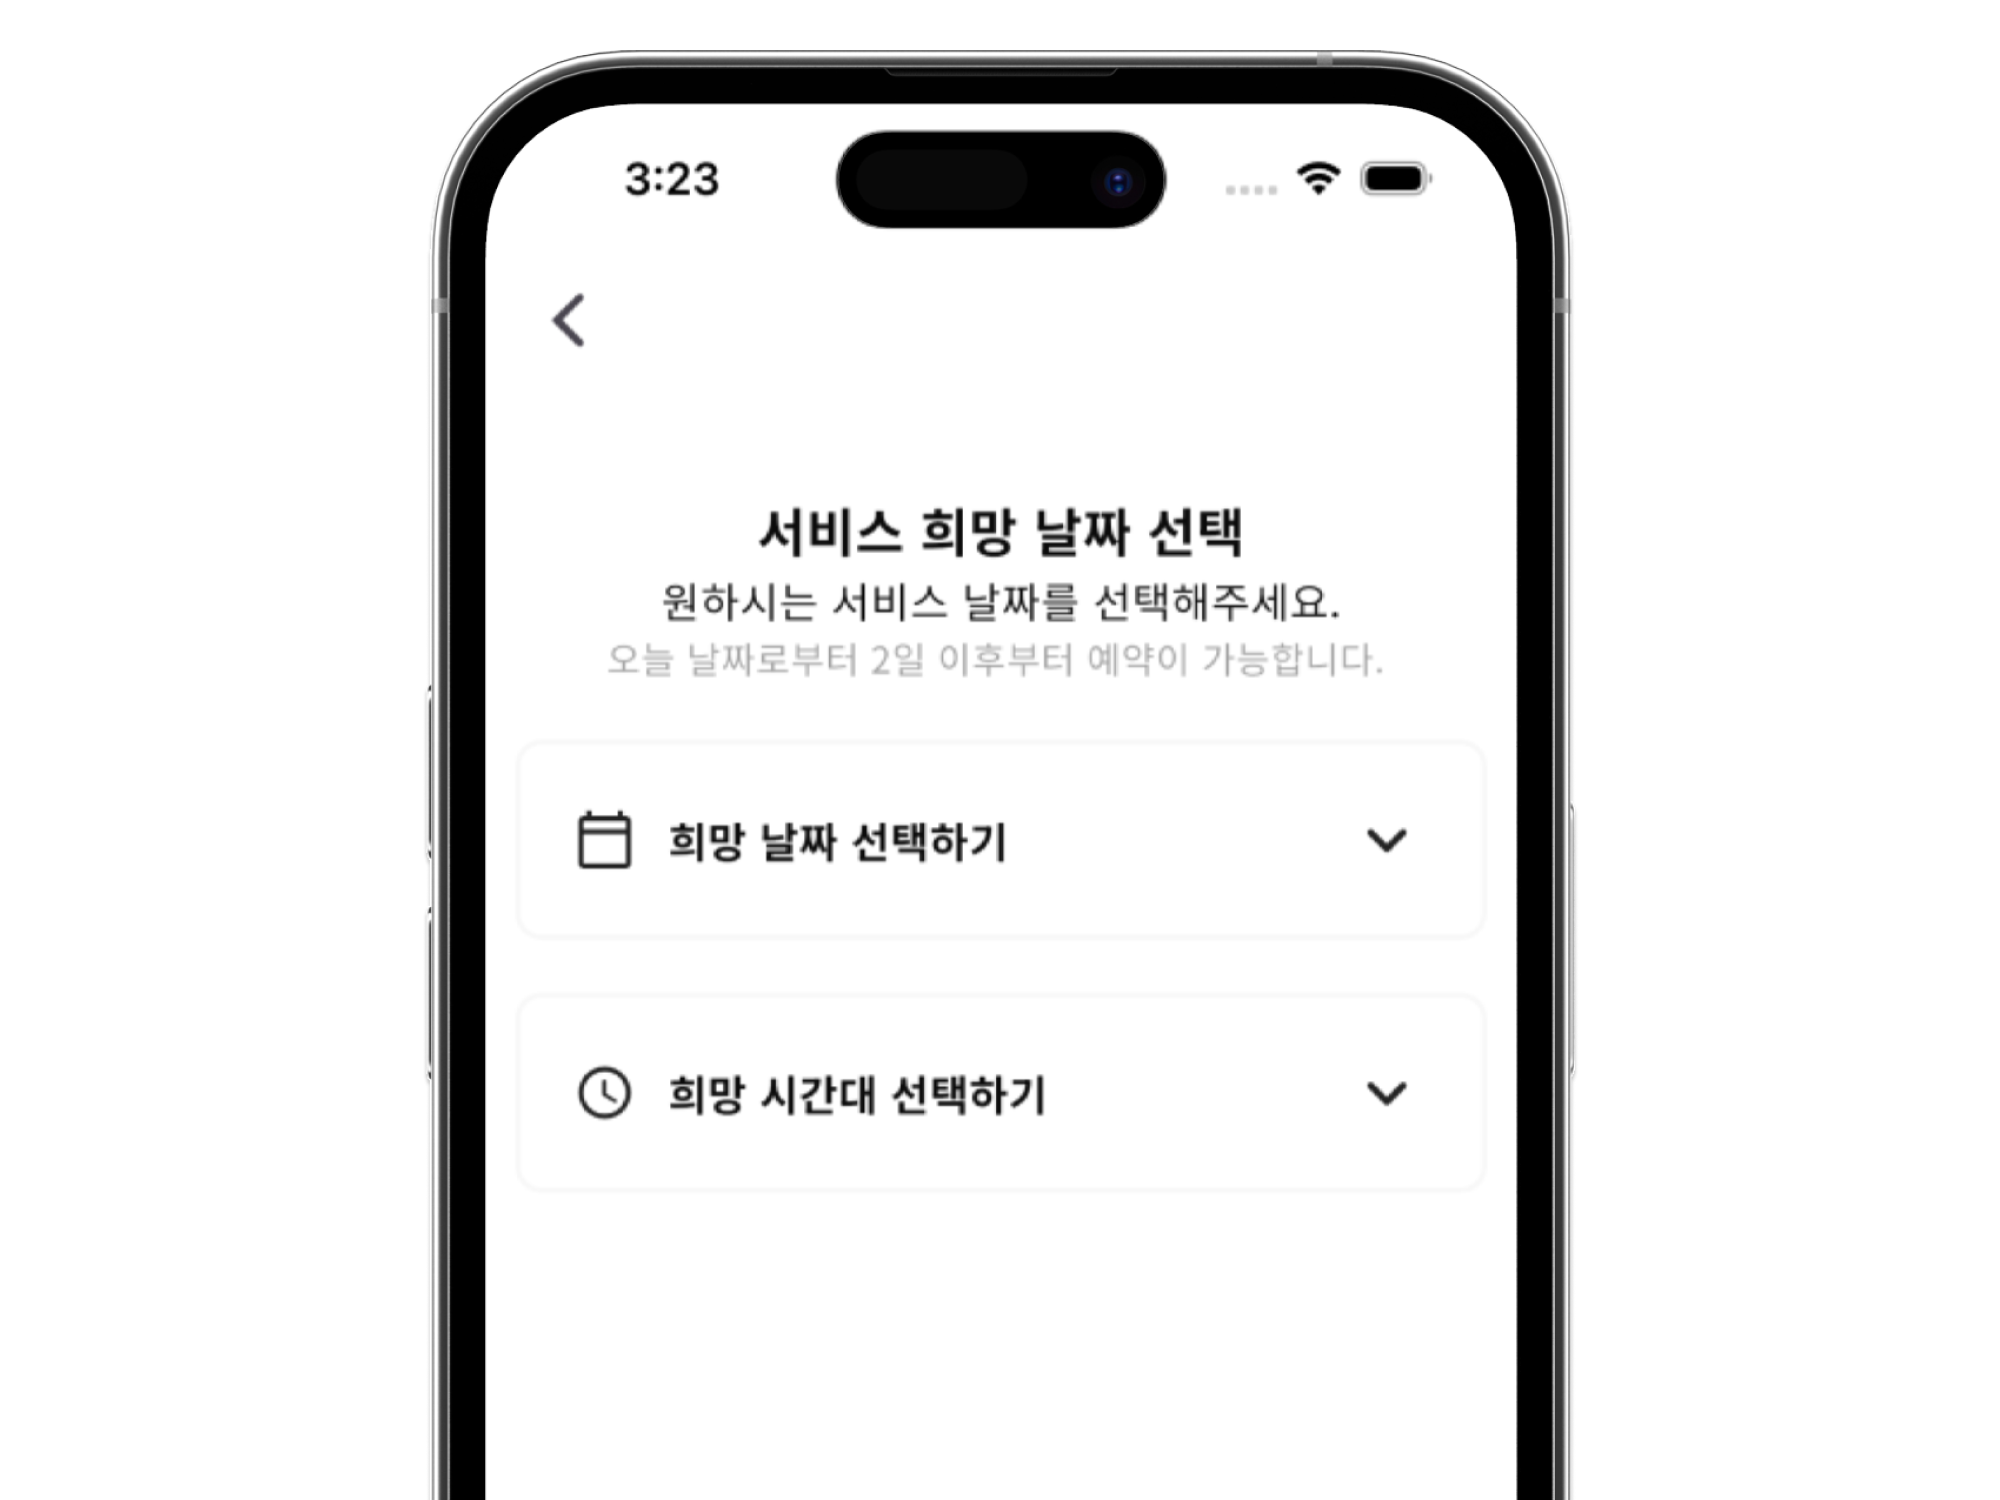 3:23
서비스 희망 날짜 선택
원하시는 서비스 날짜를 선택해주세요.
오늘 날짜로부터 2일 이후부터 예약이 가능합니다.
희망 날짜 선택하기
희망 시간대 선택하기